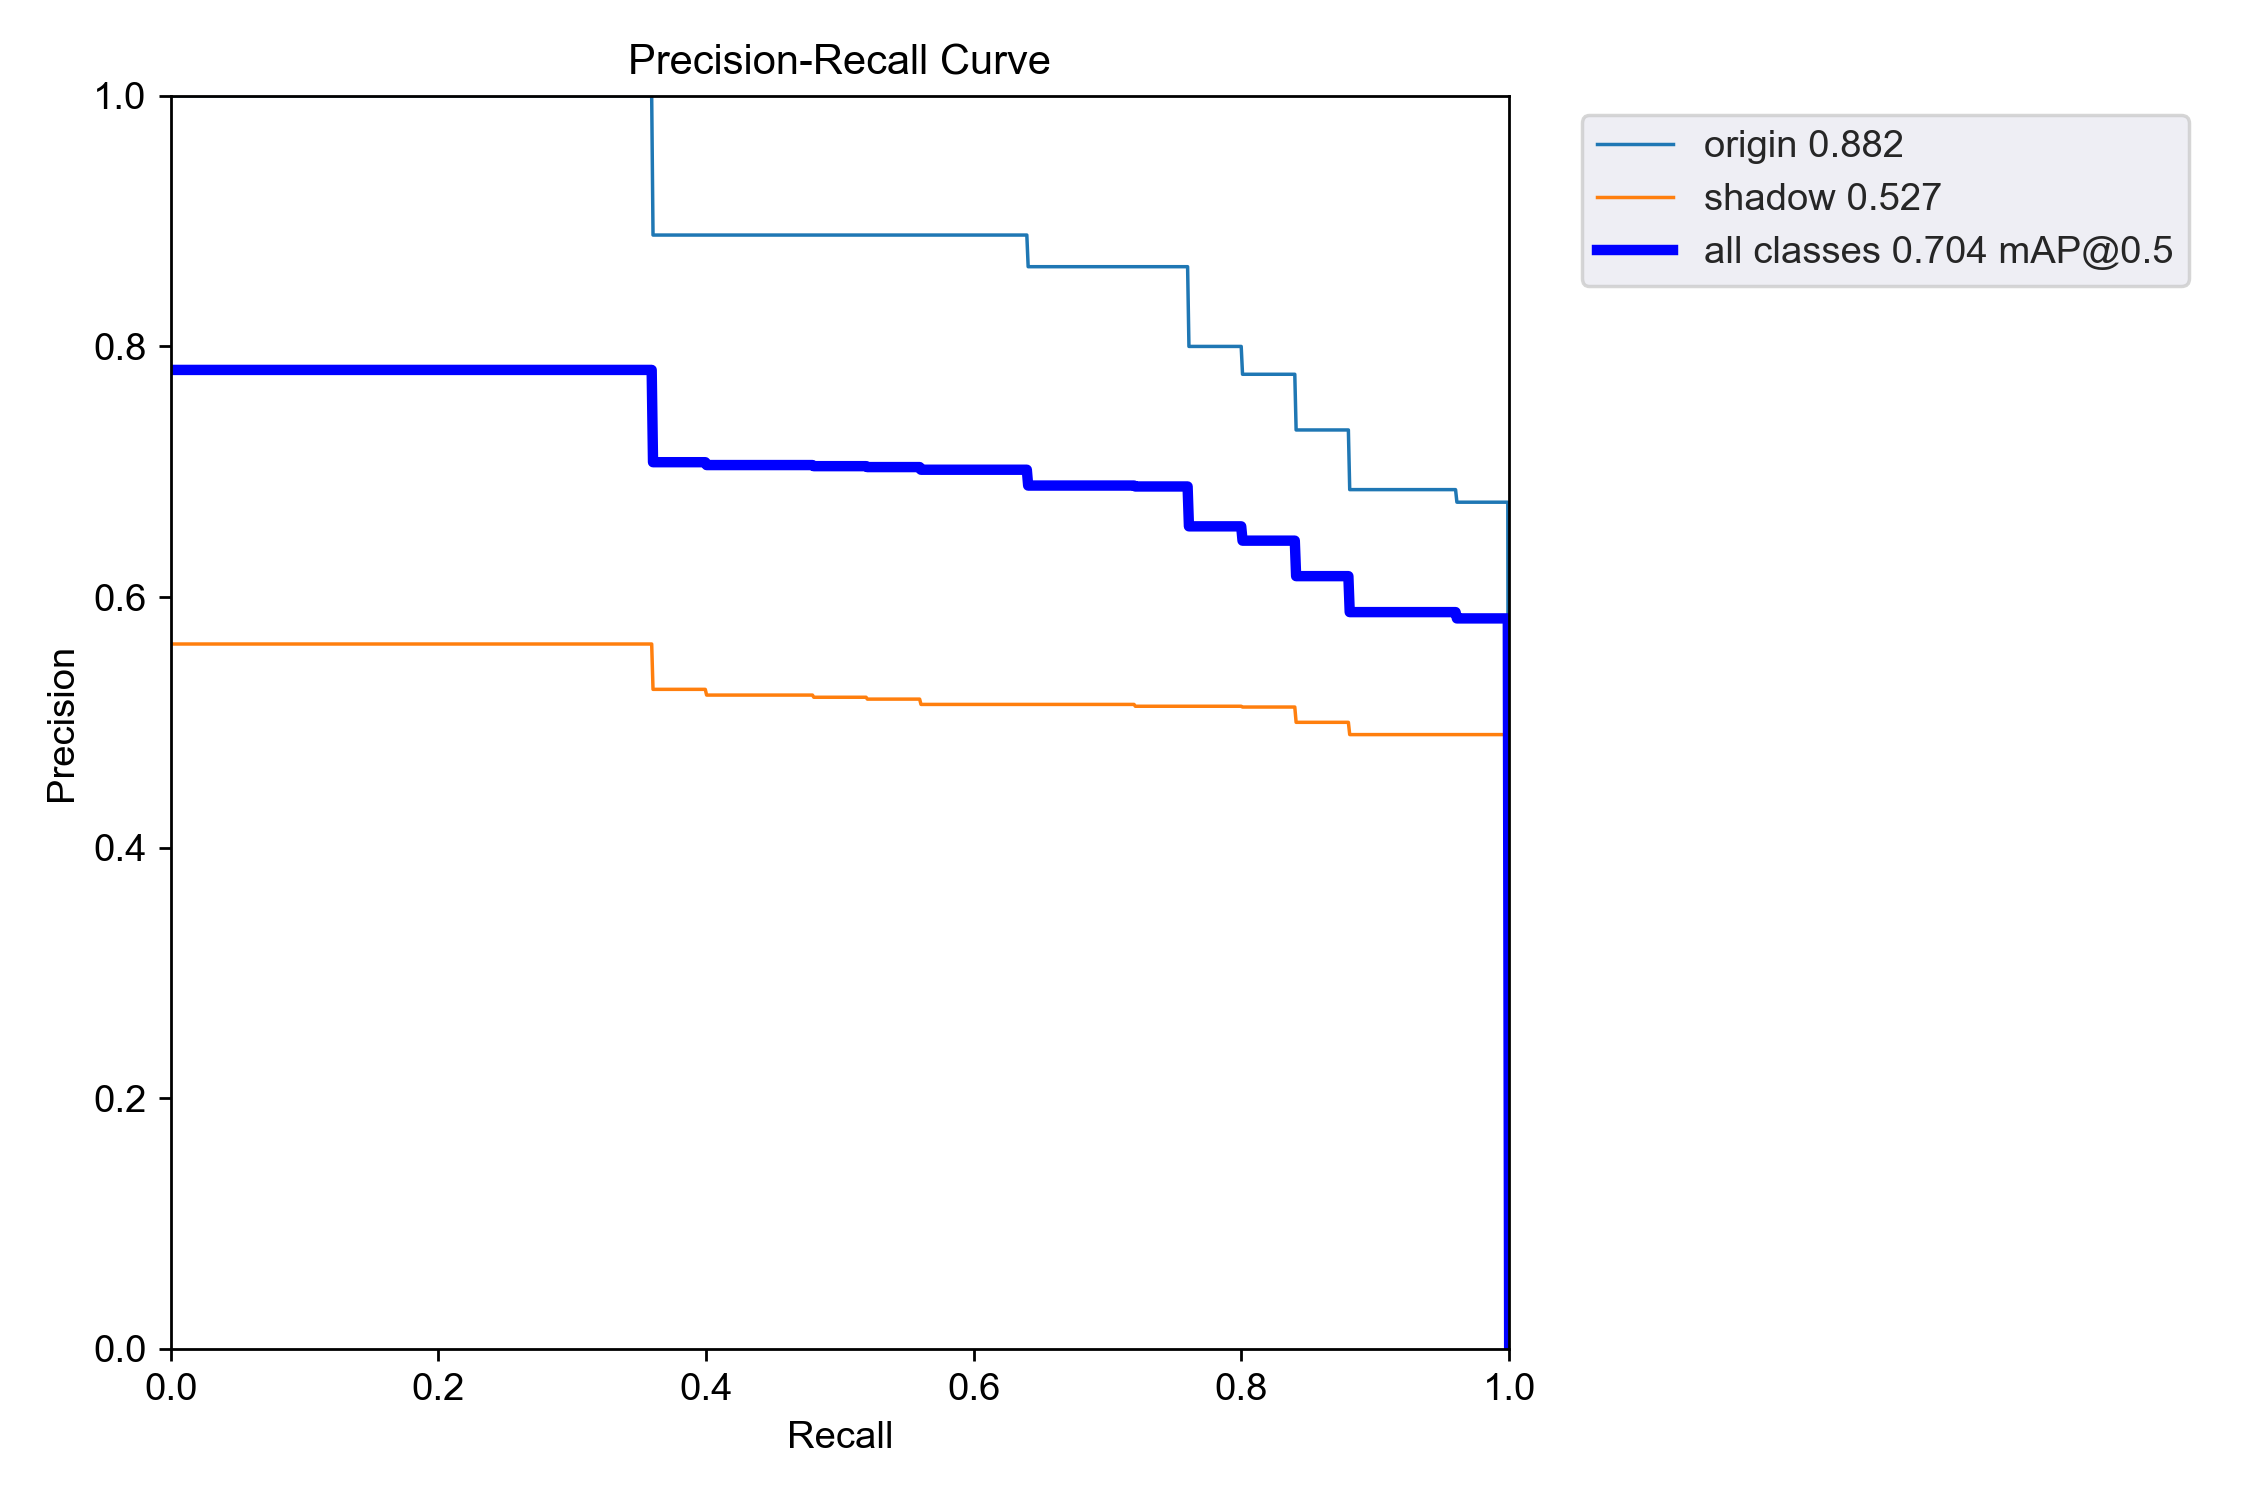 Precision-Recall Curve
origin 0.882
shadow 0.527
all classes 0.704 mAP@0.5
Precision
1.0
0.8
0.6
0.4
0.2
0.0
0.0 0.2 0.4 0.6 0.8 1.0
Recall